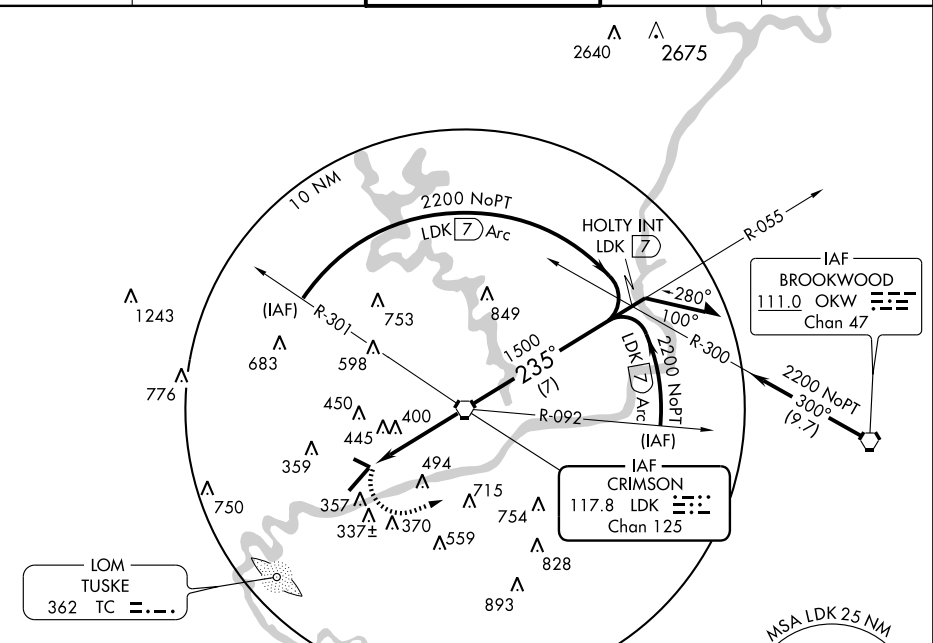 2640
2675
10 NM
2200 NoPT
LDK 7 Arc
HOLTY INT
LDK 7
R-055
IAF
BROOKWOOD
111.0 OKW
Chan 47
280°
100°
R-300
2200 NoPT
300°
(9.7)
1243
(IAF)
R-301
753
849
683
598
776
1500
235°
(7)
LDK 7 Arc
2200 NoPT
(IAF)
R-092
450
400
445
359
494
IAF
CRIMSON
117.8 LDK
Chan 125
750
357
715
754
337±
370
559
828
893
LOM
TUSKE
362 TC
MSA LDK 25 NM